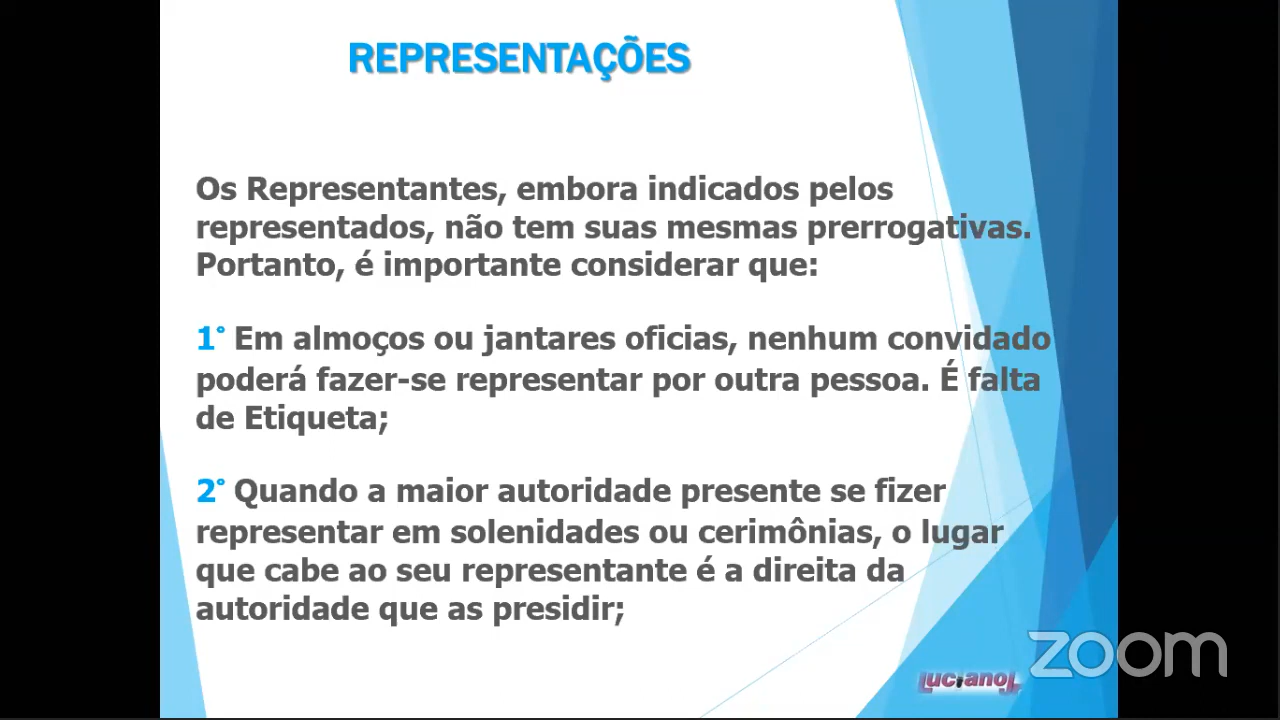 REPRESENTAÇÕES
Os Representantes, embora indicados pelos
representados, não tem suas mesmas prerrogativas.
Portanto, é importante considerar que:
1° Em almoços ou jantares oficias, nenhum convidado
poderá fazer-se representar por outra pessoa. É falta
de Etiqueta;
2° Quando a maior autoridade presente se fizer
representar em solenidades ou cerimônias, o lugar
que cabe ao seu representante é a direita da
autoridade que as presidir;
zoom
Luciano Jr.